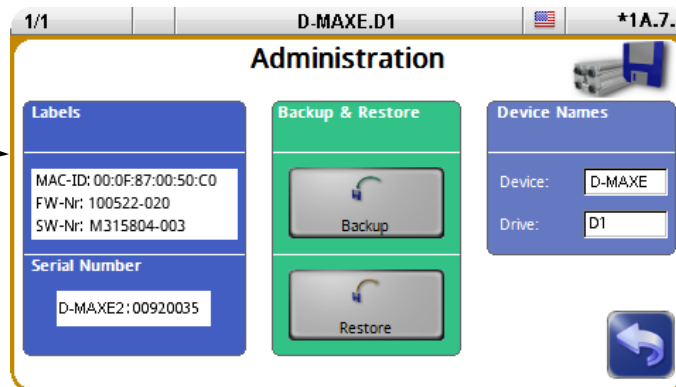 1/1 D-MAXE.D1 *1A.7.
Administration
Labels
MAC-ID: 00:0F:87:00:50:C0
FW-Nr: 100522-020
SW-Nr: M315804-003
Serial Number
D-MAXE2:00920035
Backup & Restore
Backup
Restore
Device Names
Device: D-MAXE
Drive: D1